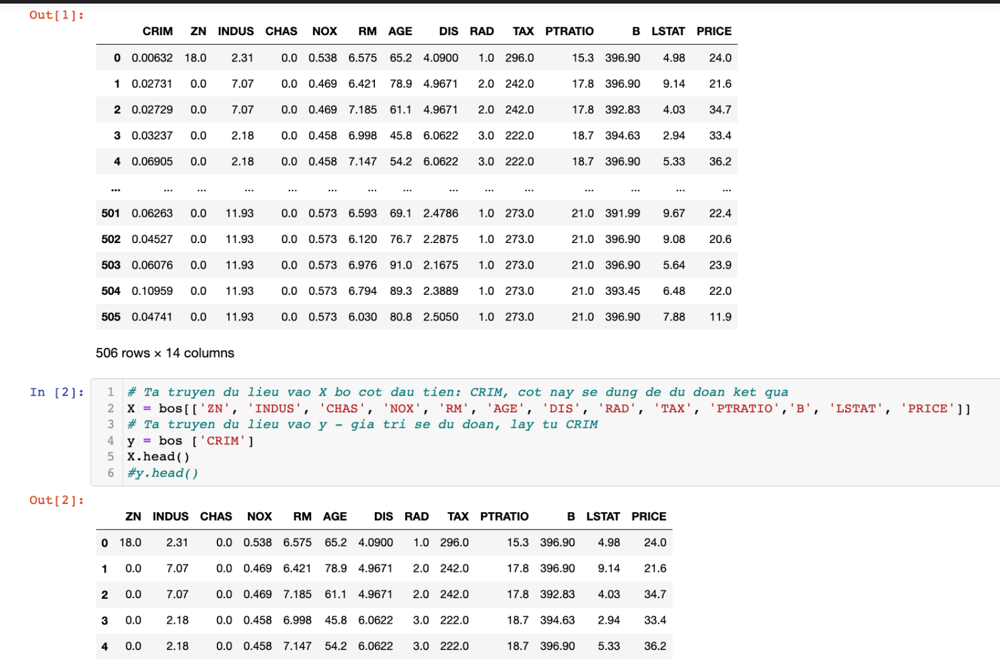 Out[1]:
CRIM ZN INDUS CHAS NOX RM AGE DIS RAD TAX PTRATIO B LSTAT PRICE
0 0.00632 18.0 2.31 0.0 0.538 6.575 65.2 4.0900 1.0 296.0 15.3 396.90 4.98 24.0
1 0.02731 0.0 7.07 0.0 0.469 6.421 78.9 4.9671 2.0 242.0 17.8 396.90 9.14 21.6
2 0.02729 0.0 7.07 0.0 0.469 7.185 61.1 4.9671 2.0 242.0 17.8 392.83 4.03 34.7
3 0.03237 0.0 2.18 0.0 0.458 6.998 45.8 6.0622 3.0 222.0 18.7 394.63 2.94 33.4
4 0.06905 0.0 2.18 0.0 0.458 7.147 54.2 6.0622 3.0 222.0 18.7 396.90 5.33 36.2
... ... ... ... ... ... ... ... ... ... ... ... ... ... ...
501 0.06263 0.0 11.93 0.0 0.573 6.593 69.1 2.4786 1.0 273.0 21.0 391.99 9.67 22.4
502 0.04527 0.0 11.93 0.0 0.573 6.120 76.7 2.2875 1.0 273.0 21.0 396.90 9.08 20.6
503 0.06076 0.0 11.93 0.0 0.573 6.976 91.0 2.1675 1.0 273.0 21.0 396.90 5.64 23.9
504 0.10959 0.0 11.93 0.0 0.573 6.794 89.3 2.3889 1.0 273.0 21.0 393.45 6.48 22.0
505 0.04741 0.0 11.93 0.0 0.573 6.030 80.8 2.5050 1.0 273.0 21.0 396.90 7.88 11.9
506 rows × 14 columns
In [2]:
1 # Ta truyen du lieu vao X bo cot dau tien: CRIM, cot nay se dung de du doan ket qua
2 X = bos[['ZN', 'INDUS', 'CHAS', 'NOX', 'RM', 'AGE', 'DIS', 'RAD', 'TAX', 'PTRATIO','B', 'LSTAT', 'PRICE']]
3 # Ta truyen du lieu vao y - gia tri se du doan, lay tu CRIM
4 y = bos ['CRIM']
5 X.head()
6 #y.head()
Out[2]:
ZN INDUS CHAS NOX RM AGE DIS RAD TAX PTRATIO B LSTAT PRICE
0 18.0 2.31 0.0 0.538 6.575 65.2 4.0900 1.0 296.0 15.3 396.90 4.98 24.0
1 0.0 7.07 0.0 0.469 6.421 78.9 4.9671 2.0 242.0 17.8 396.90 9.14 21.6
2 0.0 7.07 0.0 0.469 7.185 61.1 4.9671 2.0 242.0 17.8 392.83 4.03 34.7
3 0.0 2.18 0.0 0.458 6.998 45.8 6.0622 3.0 222.0 18.7 394.63 2.94 33.4
4 0.0 2.18 0.0 0.458 7.147 54.2 6.0622 3.0 222.0 18.7 396.90 5.33 36.2